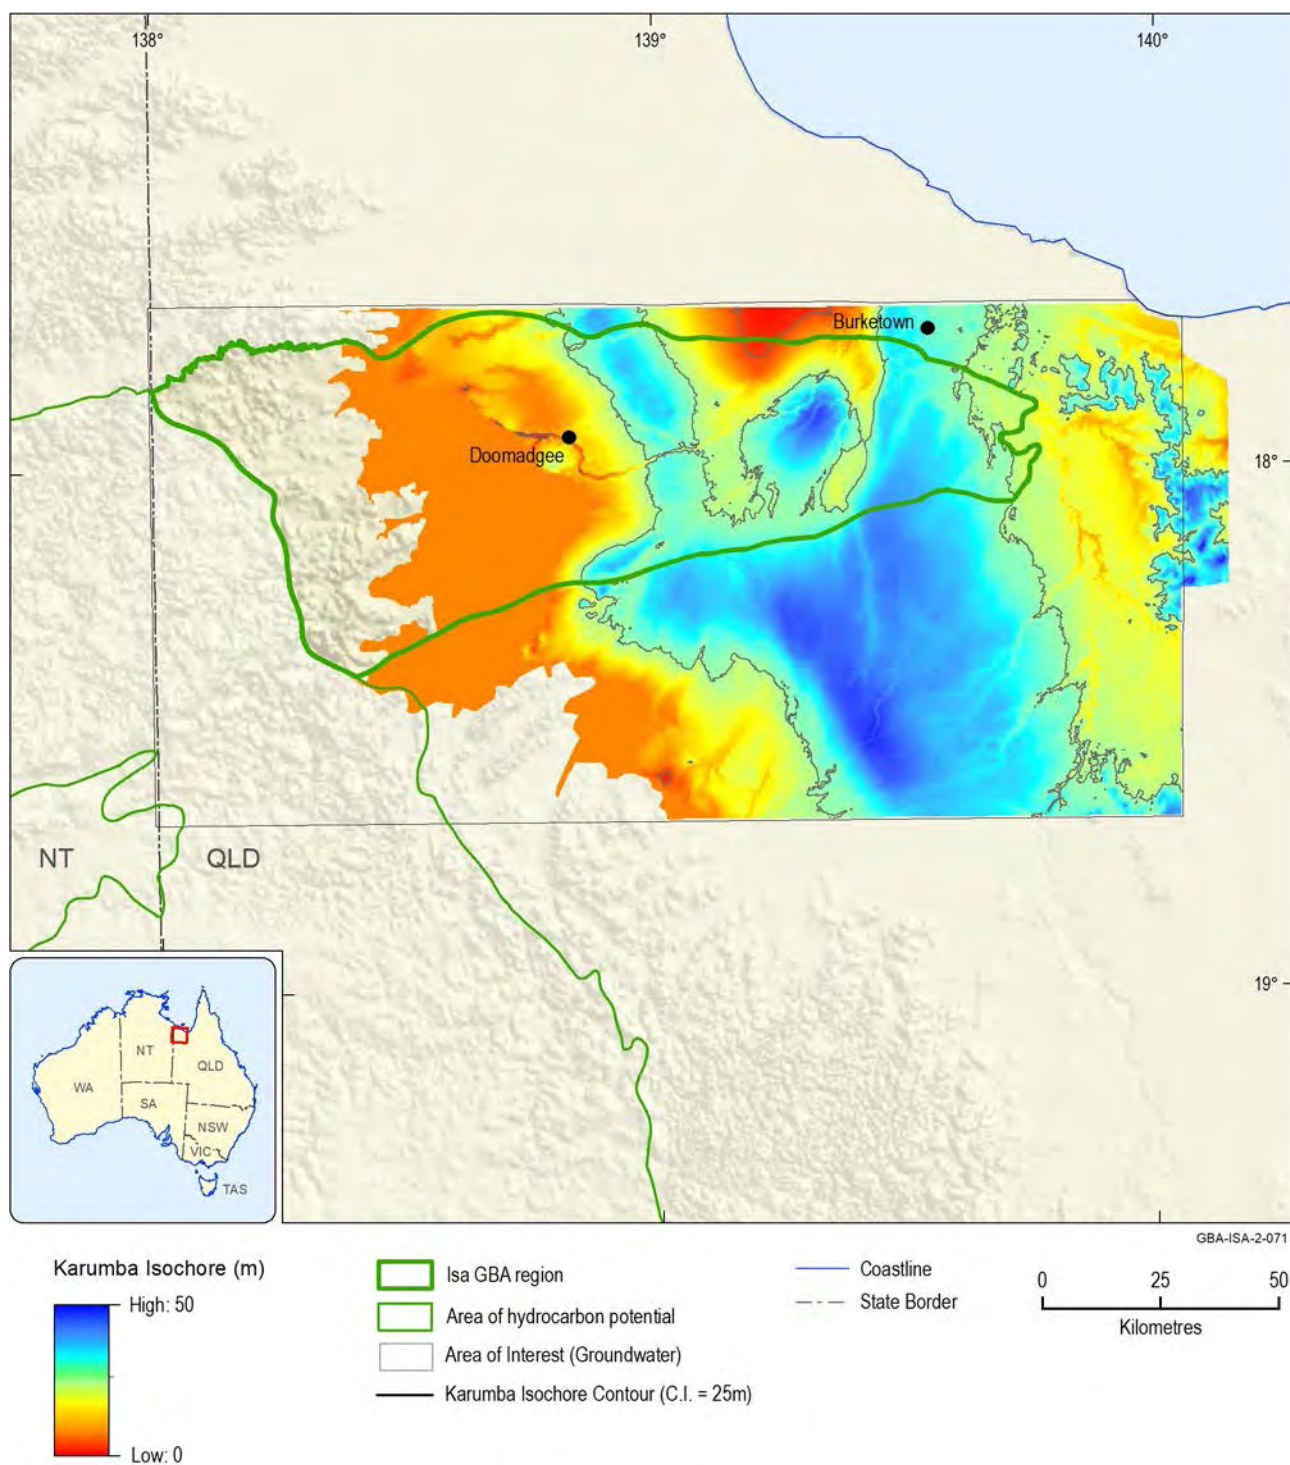 138°
139°
140°
Burketown
Doomadgee
18°
NT
QLD
19°
NT
QLD
WA
SA
NSW
VIC
TAS
GBA-ISA-2-071
Karumba Isochore (m)
High: 50
Low: 0
Isa GBA region
Area of hydrocarbon potential
Area of Interest (Groundwater)
Karumba Isochore Contour (C.I. = 25m)
Coastline
State Border
0 25 50
Kilometres